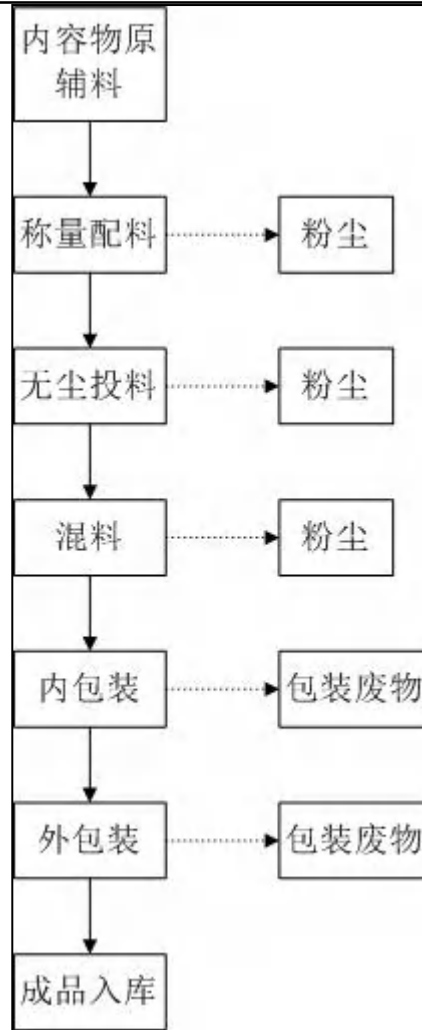 内容物原
辅料
称量配料
粉尘
无尘投料
粉尘
混料
粉尘
内包装
包装废物
外包装
包装废物
成品入库